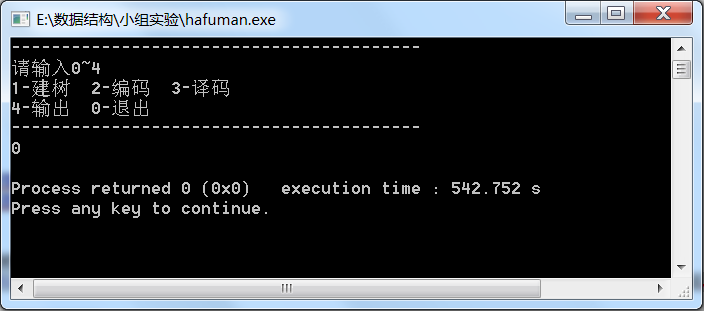 E:\数据结构\小组实验\hafuman.exe
-----------------------------------------
请输入0~4
1-建树  2-编码  3-译码
4-输出  0-退出
-----------------------------------------
0
Process returned 0 (0x0)   execution time : 542.752 s
Press any key to continue.